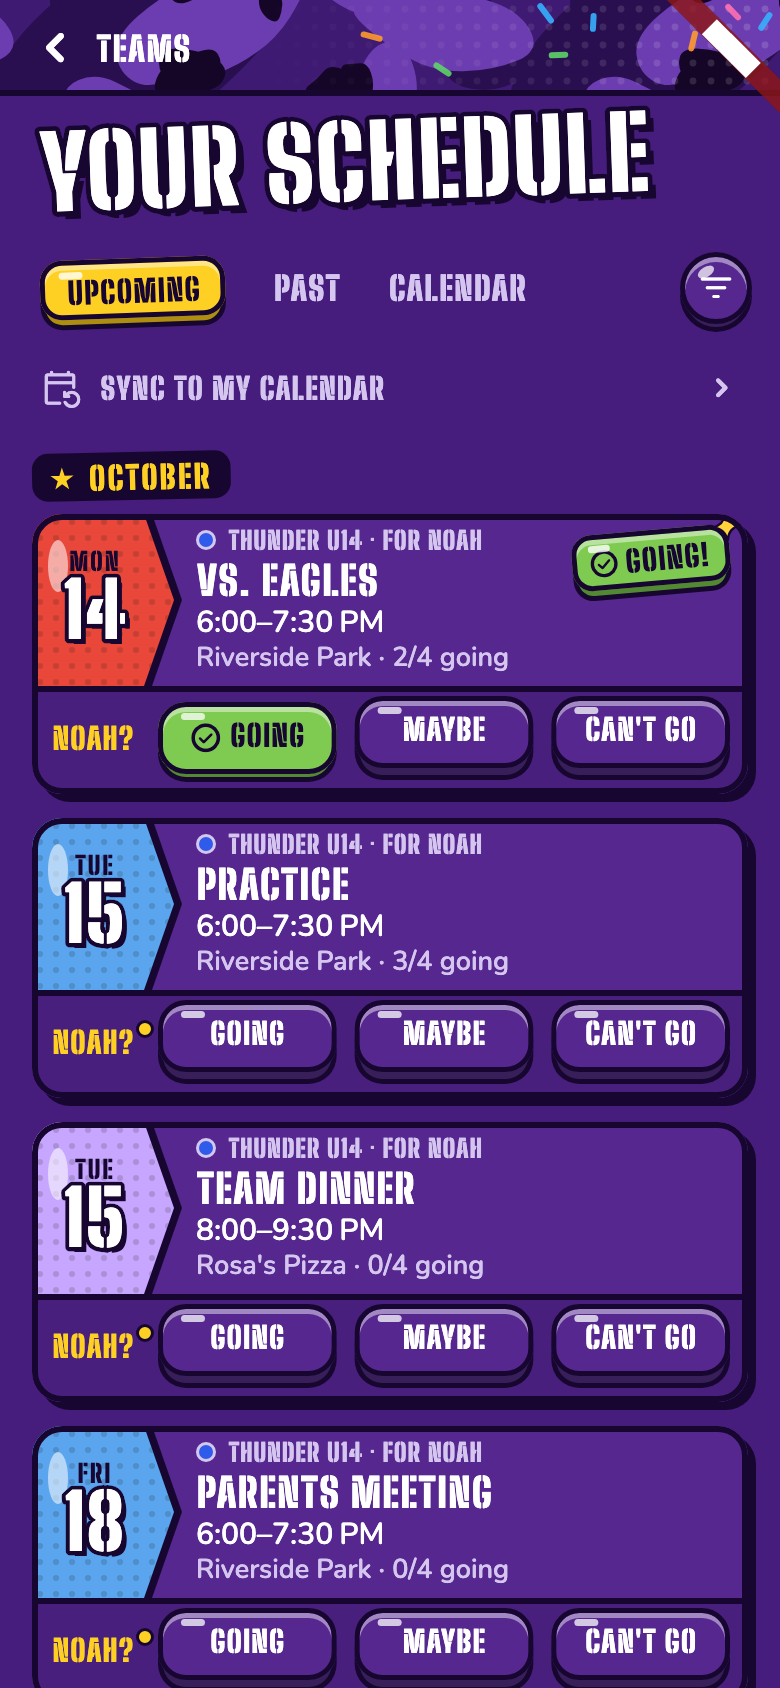 TEAMS
YOUR SCHEDULE
UPCOMING PAST CALENDAR
SYNC TO MY CALENDAR
★ OCTOBER
MON
14
THUNDER U14 · FOR NOAH
VS. EAGLES
6:00–7:30 PM
Riverside Park · 2/4 going
GOING!
NOAH? GOING MAYBE CAN'T GO
TUE
15
THUNDER U14 · FOR NOAH
PRACTICE
6:00–7:30 PM
Riverside Park · 3/4 going
NOAH? GOING MAYBE CAN'T GO
TUE
15
THUNDER U14 · FOR NOAH
TEAM DINNER
8:00–9:30 PM
Rosa's Pizza · 0/4 going
NOAH? GOING MAYBE CAN'T GO
FRI
18
THUNDER U14 · FOR NOAH
PARENTS MEETING
6:00–7:30 PM
Riverside Park · 0/4 going
NOAH? GOING MAYBE CAN'T GO